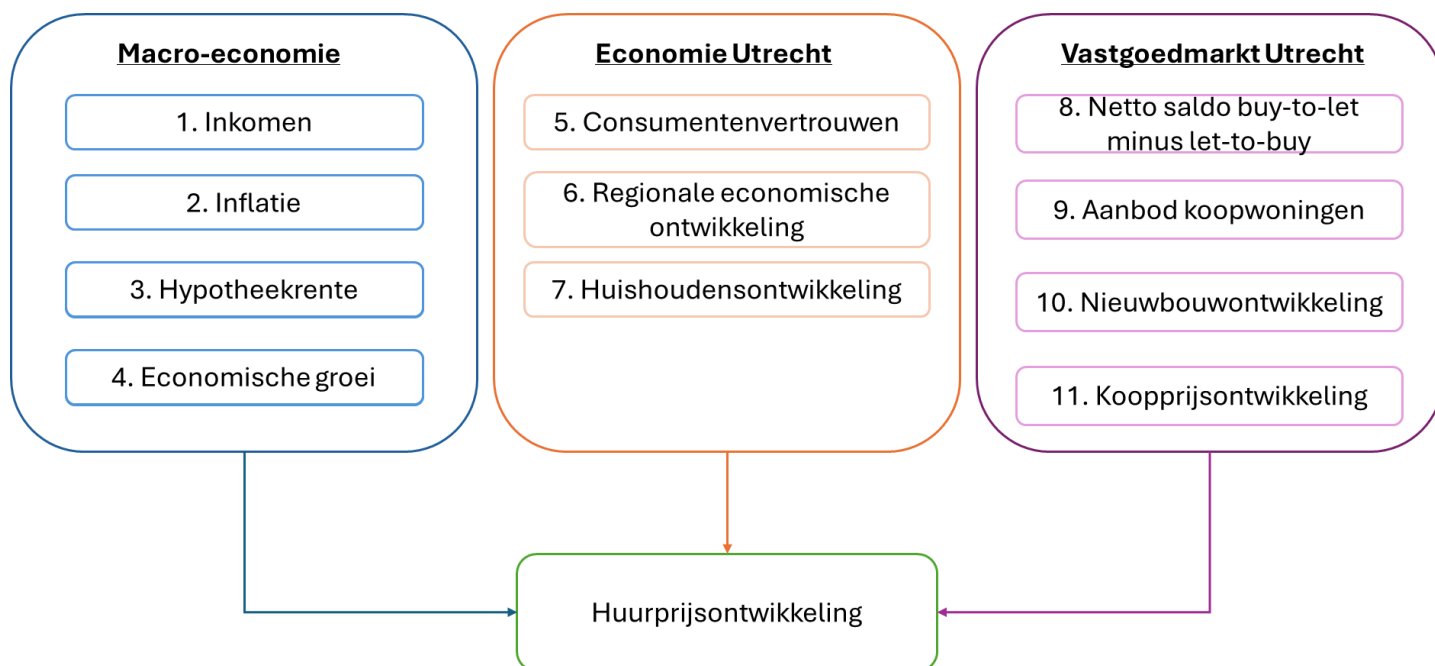 Macro-economie
1. Inkomen
2. Inflatie
3. Hypotheekrente
4. Economische groei
Economie Utrecht
5. Consumentenvertrouwen
6. Regionale economische
ontwikkeling
7. Huishoudensontwikkeling
Vastgoedmarkt Utrecht
8. Netto saldo buy-to-let
minus let-to-buy
9. Aanbod koopwoningen
10. Nieuwbouwontwikkeling
11. Koopprijsontwikkeling
Huurprijsontwikkeling